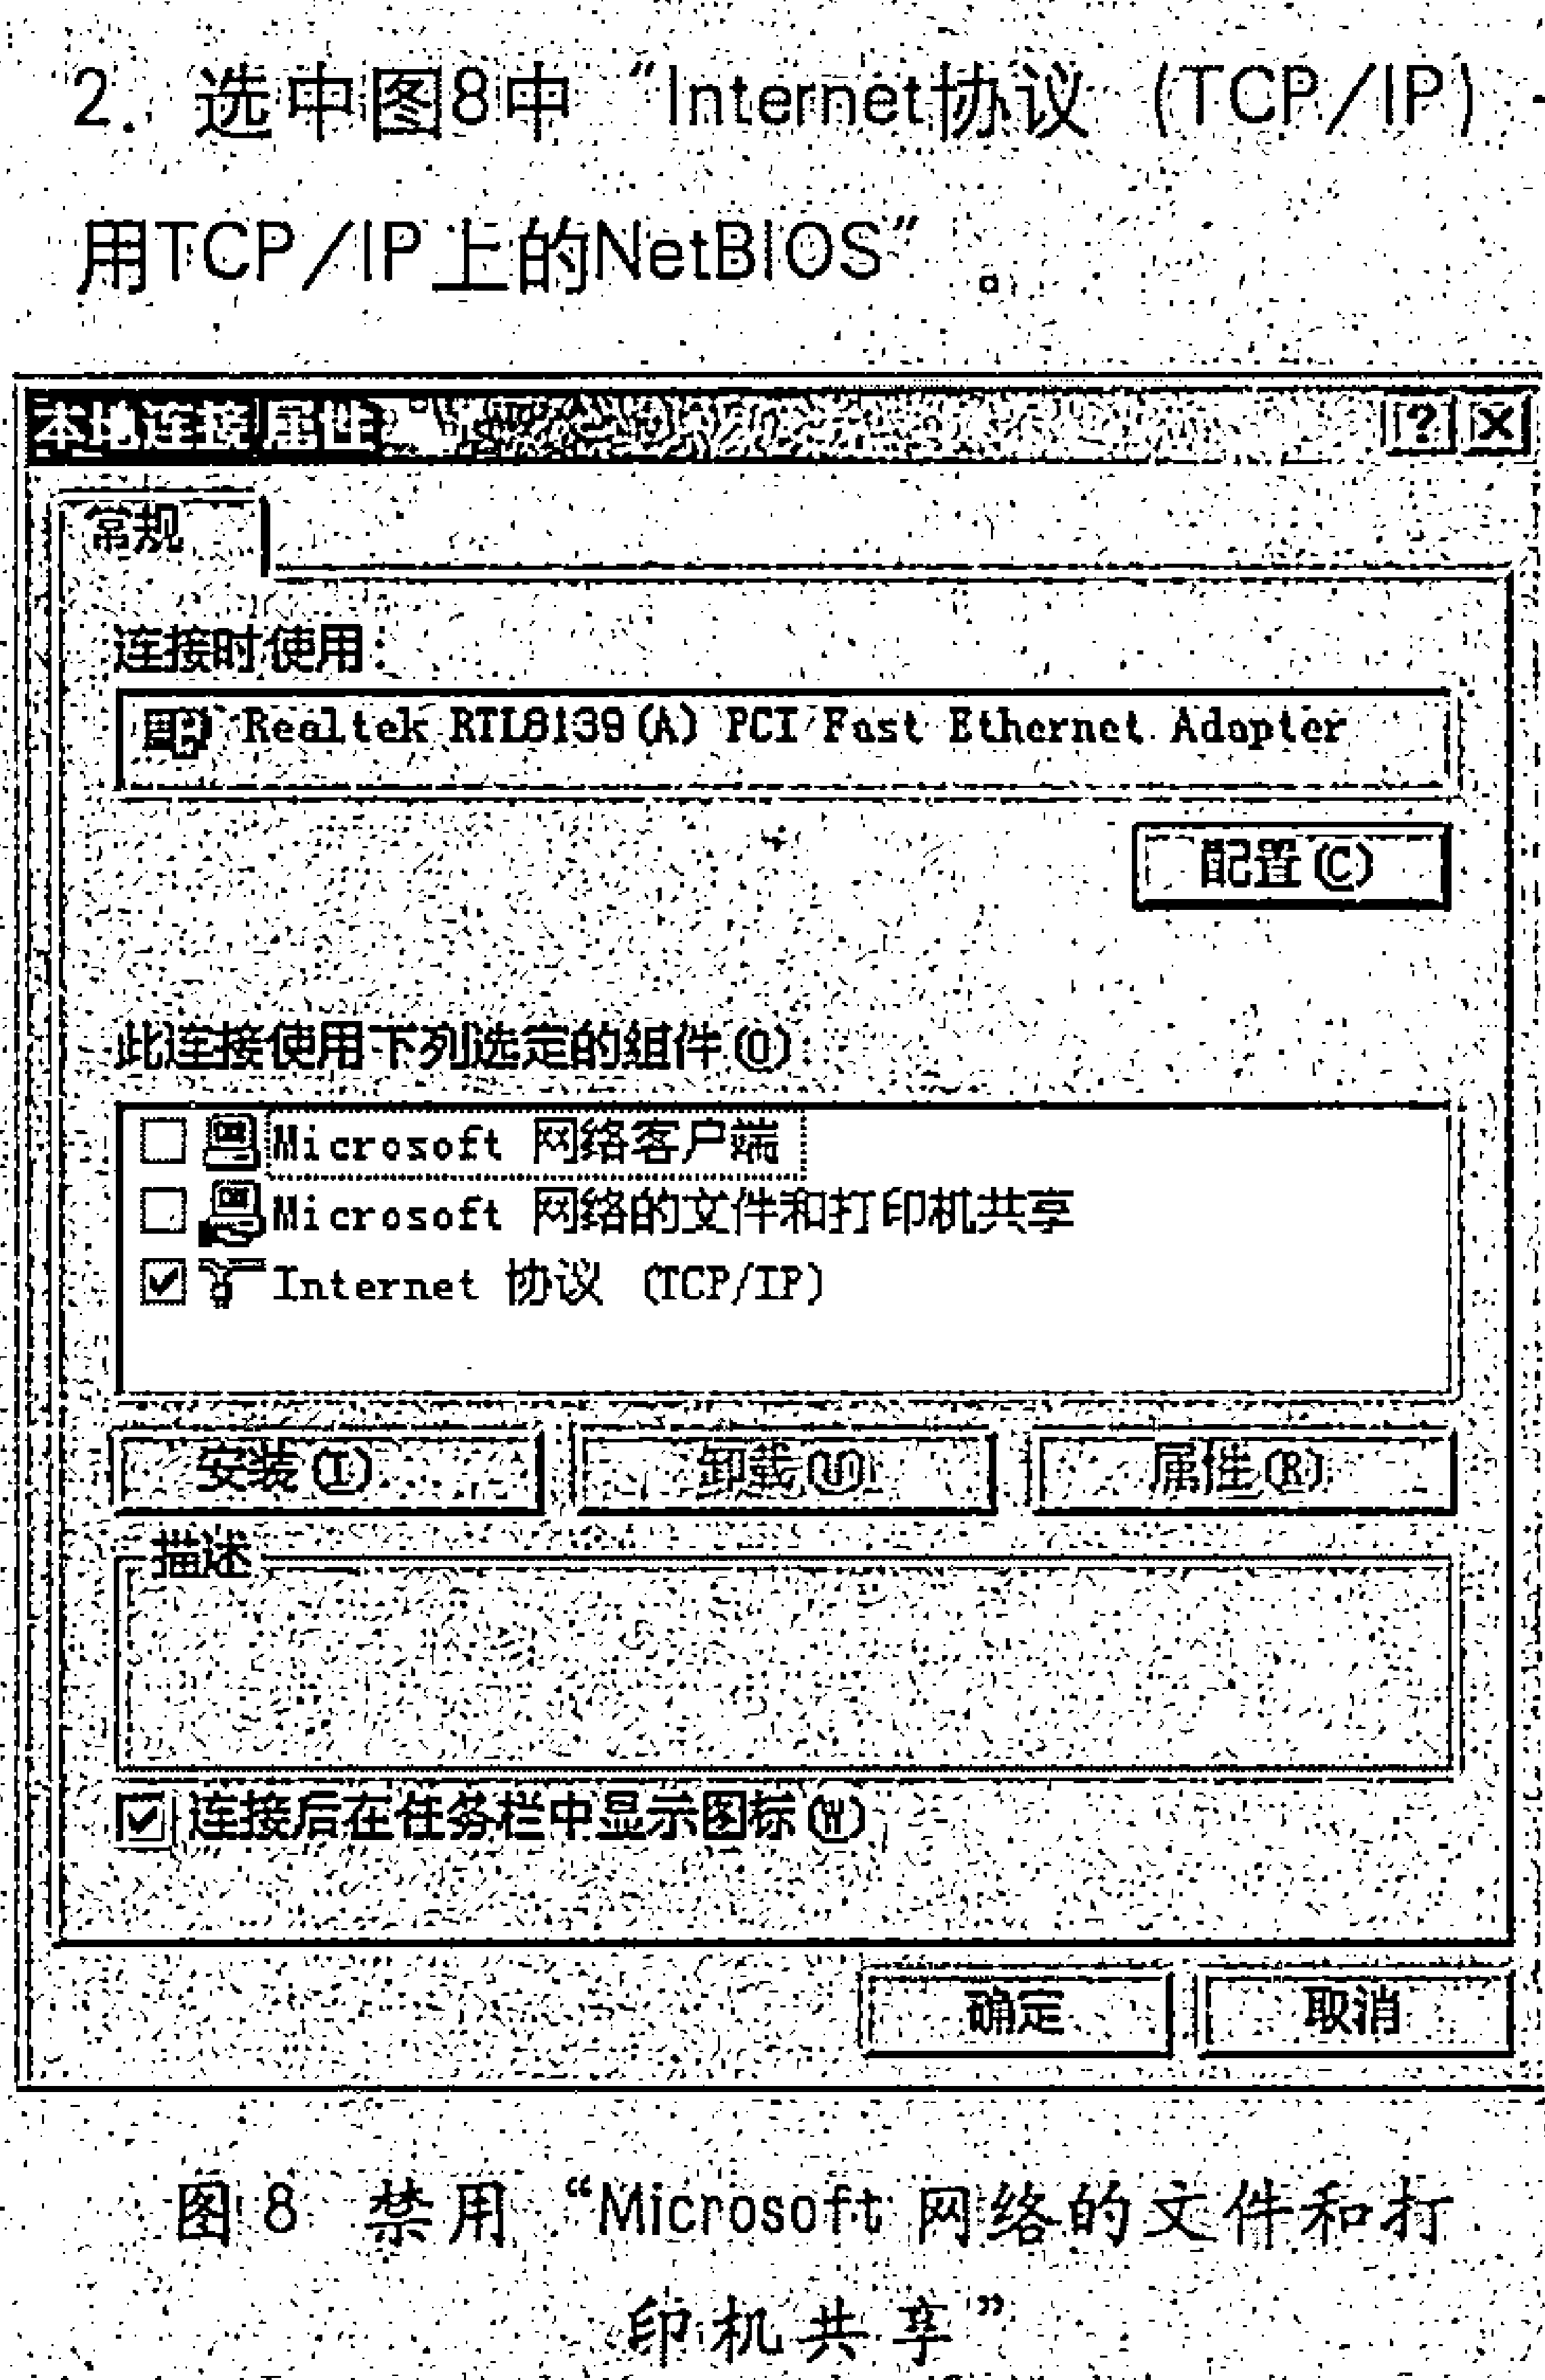 2. 选中图8中“Internet协议 (TCP/IP)
用TCP/IP上的NetBIOS”。
本地连接 属性
常规
连接时使用:
Realtek RTL8139(A) PCI Fast Ethernet Adapter
配置(C)
此连接使用下列选定的组件(O):
Microsoft 网络客户端
Microsoft 网络的文件和打印机共享
Internet 协议 (TCP/IP)
安装(I) 卸载(U) 属性(R)
描述
连接后在任务栏中显示图标(W)
确定 取消
图 8 禁用“Microsoft 网络的文件和打
印机共享”